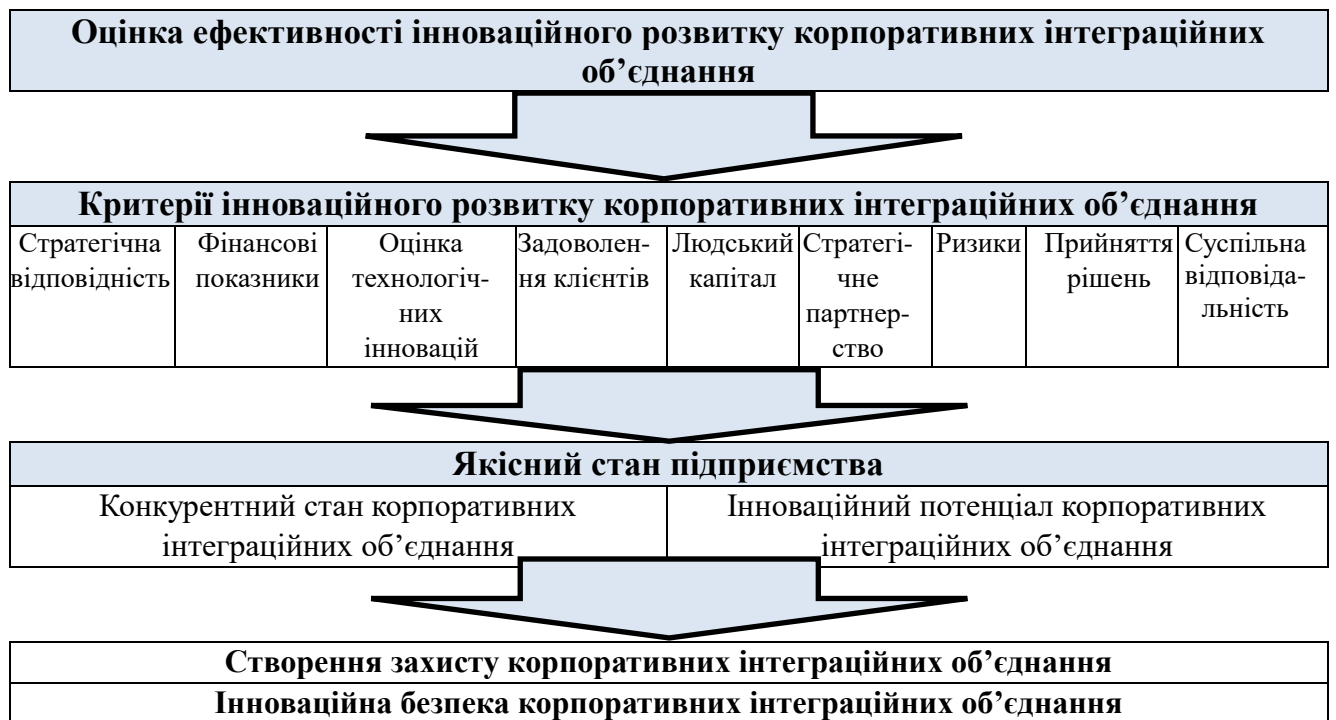 Оцінка ефективності інноваційного розвитку корпоративних інтеграційних
об’єднання
Критерії інноваційного розвитку корпоративних інтеграційних об’єднання
Стратегічна
відповідність
Фінансові
показники
Оцінка
технологіч-
них
інновацій
Задоволен-
ня клієнтів
Людський
капітал
Стратегі-
чне
партнер-
ство
Ризики
Прийняття
рішень
Суспільна
відповіда-
льність
Якісний стан підприємства
Конкурентний стан корпоративних
інтеграційних об’єднання
Інноваційний потенціал корпоративних
інтеграційних об’єднання
Створення захисту корпоративних інтеграційних об’єднання
Інноваційна безпека корпоративних інтеграційних об’єднання